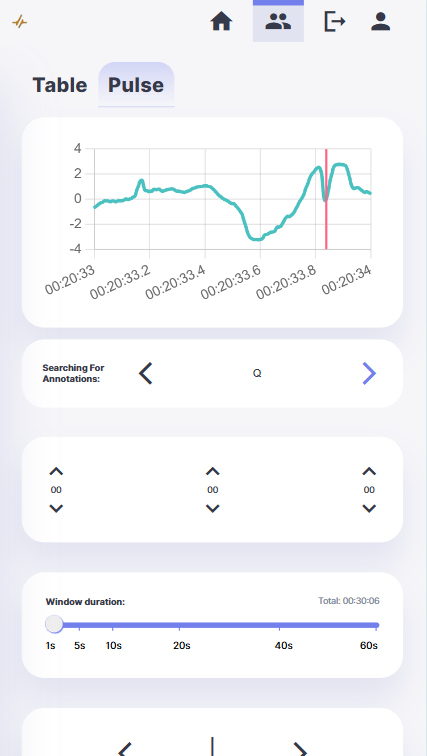 Table Pulse
4
2
0
-2
-4
00:20:33 00:20:33.2 00:20:33.4 00:20:33.6 00:20:33.8 00:20:34
Searching For
Annotations:
Q
00 00 00
Window duration: Total: 00:30:06
1s 5s 10s 20s 40s 60s